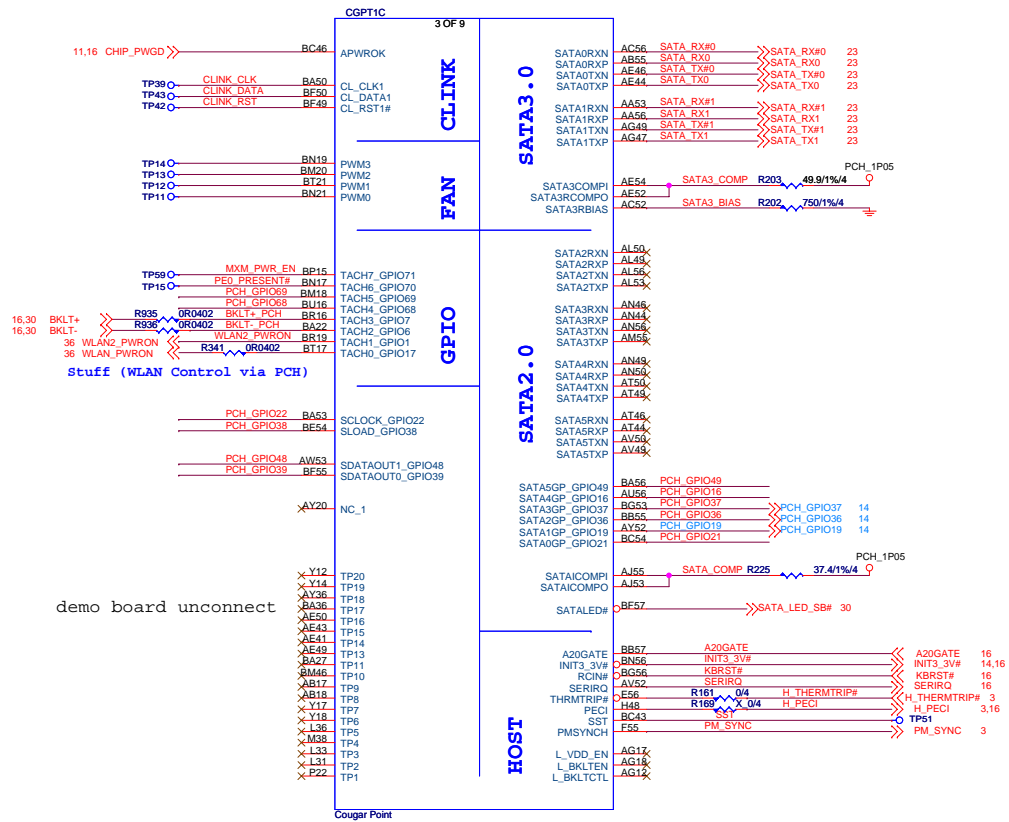 CGPT1C
3 OF 9
11,16 CHIP_PWGD BC46 APWROK
TP39 CLINK_CLK BA50 CL_CLK1
TP43 CLINK_DATA BF50 CL_DATA1
TP42 CLINK_RST BF49 CL_RST1#
CLINK
TP14 BN19 PWM3
TP13 BM20 PWM2
TP12 BT21 PWM1
TP11 BN21 PWM0
FAN
TP59 MXM_PWR_EN BP15 TACH7_GPIO71
TP15 PE0_PRESENT# BN17 TACH6_GPIO70
PCH_GPIO69 BM18 TACH5_GPIO69
PCH_GPIO68 BU16 TACH4_GPIO68
16,30 BKLT+ R935 0R0402 BKLT+_PCH BR16 TACH3_GPIO7
16,30 BKLT- R936 0R0402 BKLT-_PCH BA22 TACH2_GPIO6
36 WLAN2_PWRON WLAN2_PWRON BR19 TACH1_GPIO1
36 WLAN_PWRON R341 0R0402 BT17 TACH0_GPIO17
Stuff (WLAN Control via PCH)
GPIO
PCH_GPIO22 BA53 SCLOCK_GPIO22
PCH_GPIO38 BE54 SLOAD_GPIO38
PCH_GPIO48 AW53 SDATAOUT1_GPIO48
PCH_GPIO39 BF55 SDATAOUT0_GPIO39
AY20 NC_1
demo board unconnect
Y12 TP20
Y14 TP19
AY36 TP18
BA36 TP17
AE50 TP16
AE43 TP15
AE41 TP14
AE49 TP13
BA27 TP11
BM46 TP10
AB17 TP9
AB18 TP8
Y17 TP7
Y18 TP6
L36 TP5
M38 TP4
L33 TP3
L31 TP2
P22 TP1
SATA3.0
SATA0RXN AC56 SATA_RX#0 SATA_RX#0 23
SATA0RXP AB55 SATA_RX0 SATA_RX0 23
SATA0TXN AE46 SATA_TX#0 SATA_TX#0 23
SATA0TXP AE44 SATA_TX0 SATA_TX0 23
SATA1RXN AA53 SATA_RX#1 SATA_RX#1 23
SATA1RXP AA56 SATA_RX1 SATA_RX1 23
SATA1TXN AG49 SATA_TX#1 SATA_TX#1 23
SATA1TXP AG47 SATA_TX1 SATA_TX1 23
PCH_1P05
SATA3COMPI AE54 SATA3_COMP R203 49.9/1%/4
SATA3RCOMPO AE52
SATA3RBIAS AC52 SATA3_BIAS R202 750/1%/4
SATA2.0
SATA2RXN AL50
SATA2RXP AL49
SATA2TXN AL56
SATA2TXP AL53
SATA3RXN AN46
SATA3RXP AN44
SATA3TXN AN56
SATA3TXP AM55
SATA4RXN AN49
SATA4RXP AN50
SATA4TXN AT50
SATA4TXP AT49
SATA5RXN AT46
SATA5RXP AT44
SATA5TXN AV50
SATA5TXP AV49
SATA5GP_GPIO49 BA56 PCH_GPIO49
SATA4GP_GPIO16 AU56 PCH_GPIO16
SATA3GP_GPIO37 BG53 PCH_GPIO37 PCH_GPIO37 14
SATA2GP_GPIO36 BB55 PCH_GPIO36 PCH_GPIO36 14
SATA1GP_GPIO19 AY52 PCH_GPIO19 PCH_GPIO19 14
SATA0GP_GPIO21 BC54 PCH_GPIO21
PCH_1P05
SATAICOMPI AJ55 SATA_COMP R225 37.4/1%/4
SATAICOMPO AJ53
SATALED# BF57 SATA_LED_SB# 30
HOST
A20GATE BB57 A20GATE A20GATE 16
INIT3_3V# BN56 INIT3_3V# INIT3_3V# 14,16
RCIN# BG56 KBRST# KBRST# 16
SERIRQ AV52 SERIRQ SERIRQ 16
THRMTRIP# E56 R161 0/4 H_THERMTRIP# H_THERMTRIP# 3
PECI H48 R169 X_0/4 H_PECI H_PECI 3,16
SST BC43 SST TP51
PMSYNCH F55 PM_SYNC PM_SYNC 3
L_VDD_EN AG17
L_BKLTEN AG18
L_BKLTCTL AG12
Cougar Point